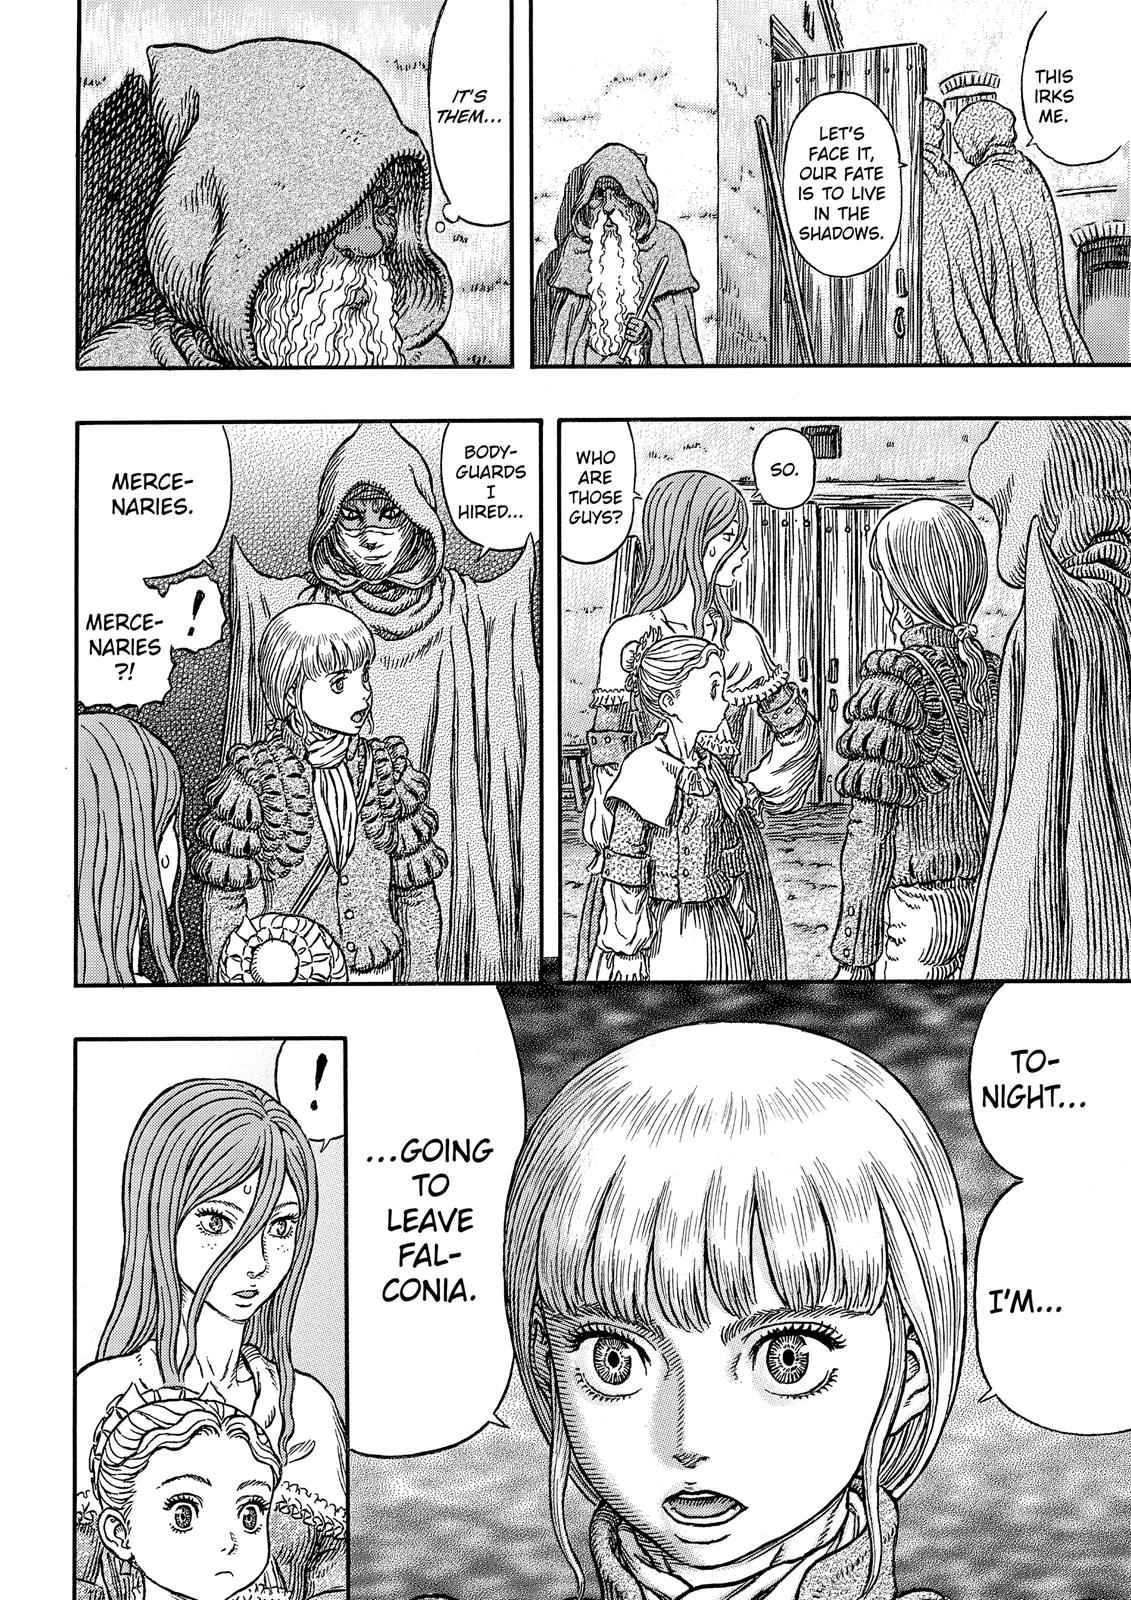 THIS
IRKS
ME.
LET'S
FACE IT,
OUR FATE
IS TO LIVE
IN THE
SHADOWS.
IT'S
THEM...
SO.
WHO
ARE
THOSE
GUYS?
BODY-
GUARDS
I
HIRED...
MERCE-
NARIES.
!
MERCE-
NARIES
?!
TO-
NIGHT...
I'M...
...GOING
TO
LEAVE
FAL-
CONIA.
!